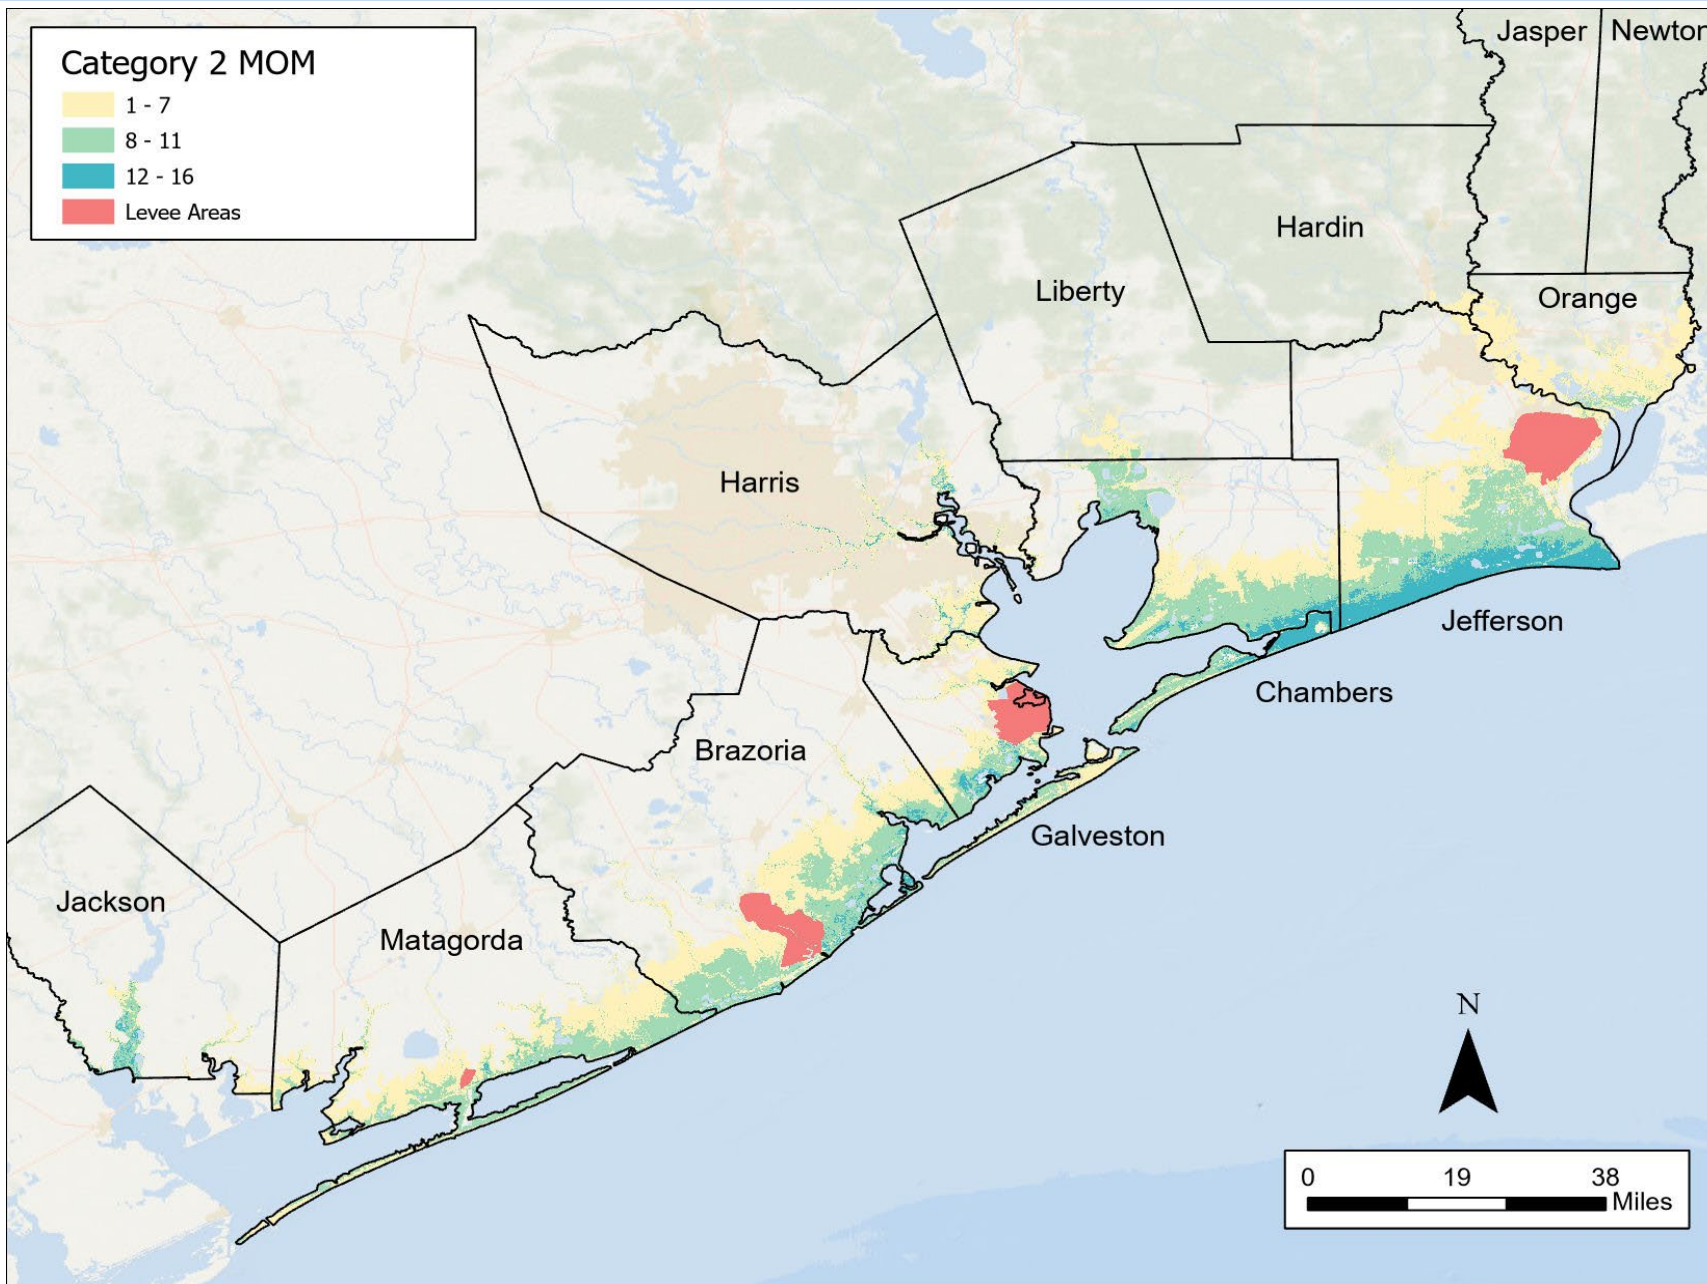 Category 2 MOM
1 - 7
8 - 11
12 - 16
Levee Areas
Jasper
Newton
Hardin
Liberty
Orange
Harris
Jefferson
Chambers
Brazoria
Galveston
Jackson
Matagorda
N
0 19 38
Miles